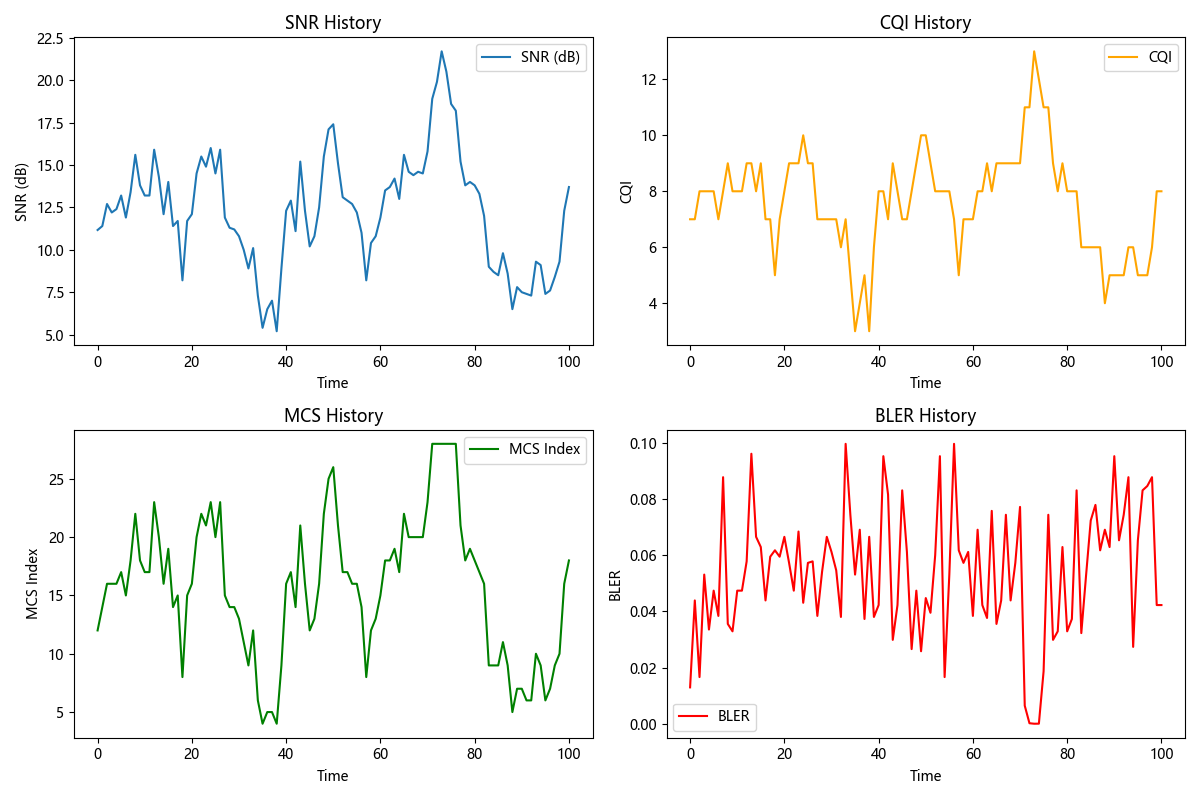 SNR History
22.5
20.0
17.5
15.0
12.5
10.0
7.5
5.0
SNR (dB)
SNR (dB)
0 20 40 60 80 100
Time
CQI History
12
10
8
6
4
CQI
CQI
0 20 40 60 80 100
Time
MCS History
25
20
15
10
5
MCS Index
MCS Index
0 20 40 60 80 100
Time
BLER History
0.10
0.08
0.06
0.04
0.02
0.00
BLER
BLER
0 20 40 60 80 100
Time